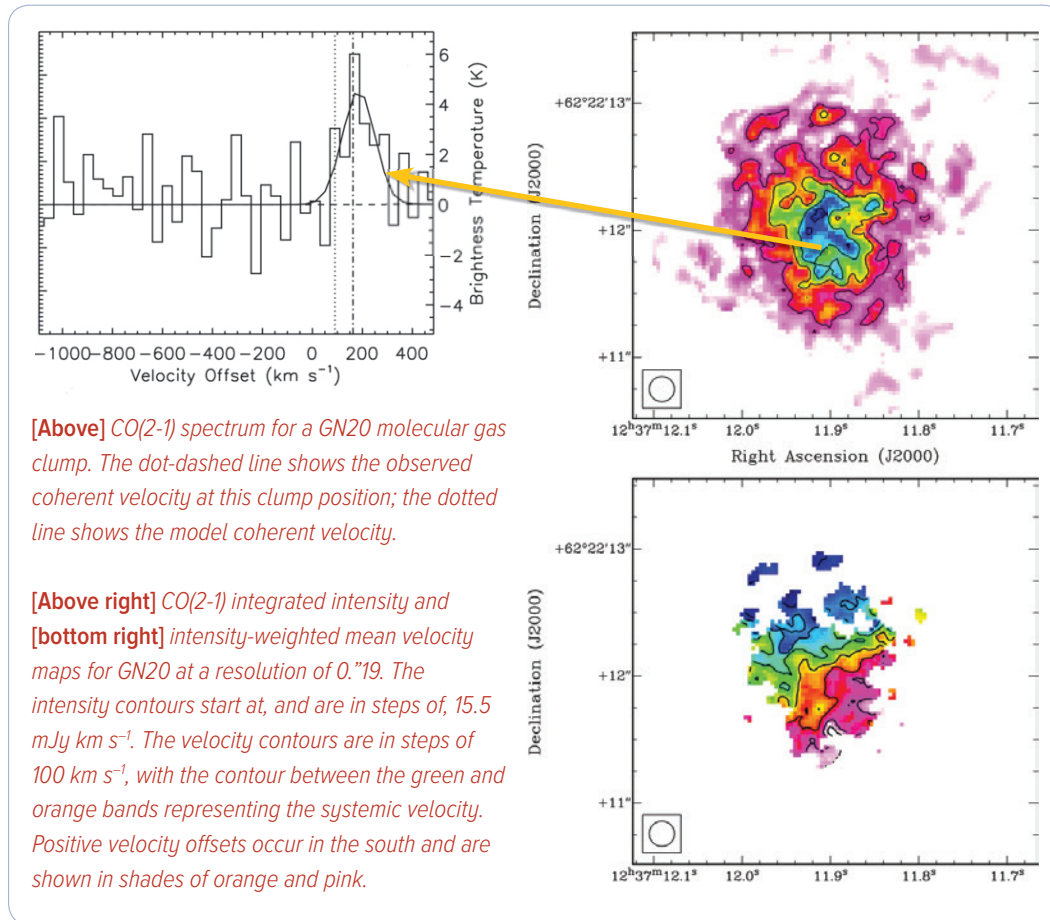 6
4
2
0
−2
−4
Brightness Temperature (K)
−1000 −800 −600 −400 −200 0 200 400
Velocity Offset (km s⁻¹)
[Above] CO(2-1) spectrum for a GN20 molecular gas
clump. The dot-dashed line shows the observed
coherent velocity at this clump position; the dotted
line shows the model coherent velocity.
[Above right] CO(2-1) integrated intensity and
[bottom right] intensity-weighted mean velocity
maps for GN20 at a resolution of 0.”19. The
intensity contours start at, and are in steps of, 15.5
mJy km s⁻¹. The velocity contours are in steps of
100 km s⁻¹, with the contour between the green and
orange bands representing the systemic velocity.
Positive velocity offsets occur in the south and are
shown in shades of orange and pink.
Declination (J2000)
+62°22'13"
+12"
+11"
12ʰ37ᵐ12.1ˢ 12.0ˢ 11.9ˢ 11.8ˢ 11.7ˢ
Right Ascension (J2000)
Declination (J2000)
+62°22'13"
+12"
+11"
12ʰ37ᵐ12.1ˢ 12.0ˢ 11.9ˢ 11.8ˢ 11.7ˢ